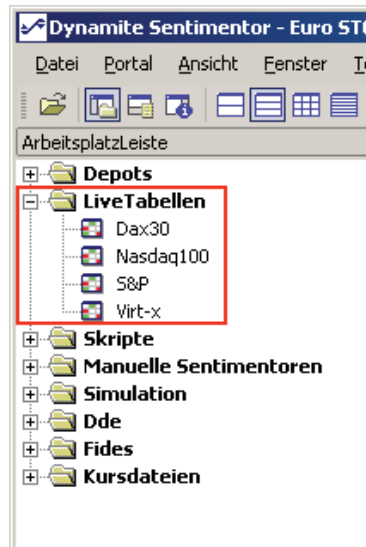 Dynamite Sentimentor - Euro
Datei Portal Ansicht Fenster
ArbeitsplatzLeiste
Depots
LiveTabellen
Dax30
Nasdaq100
S&P
Virt-x
Skripte
Manuelle Sentimentoren
Simulation
Dde
Fides
Kursdateien